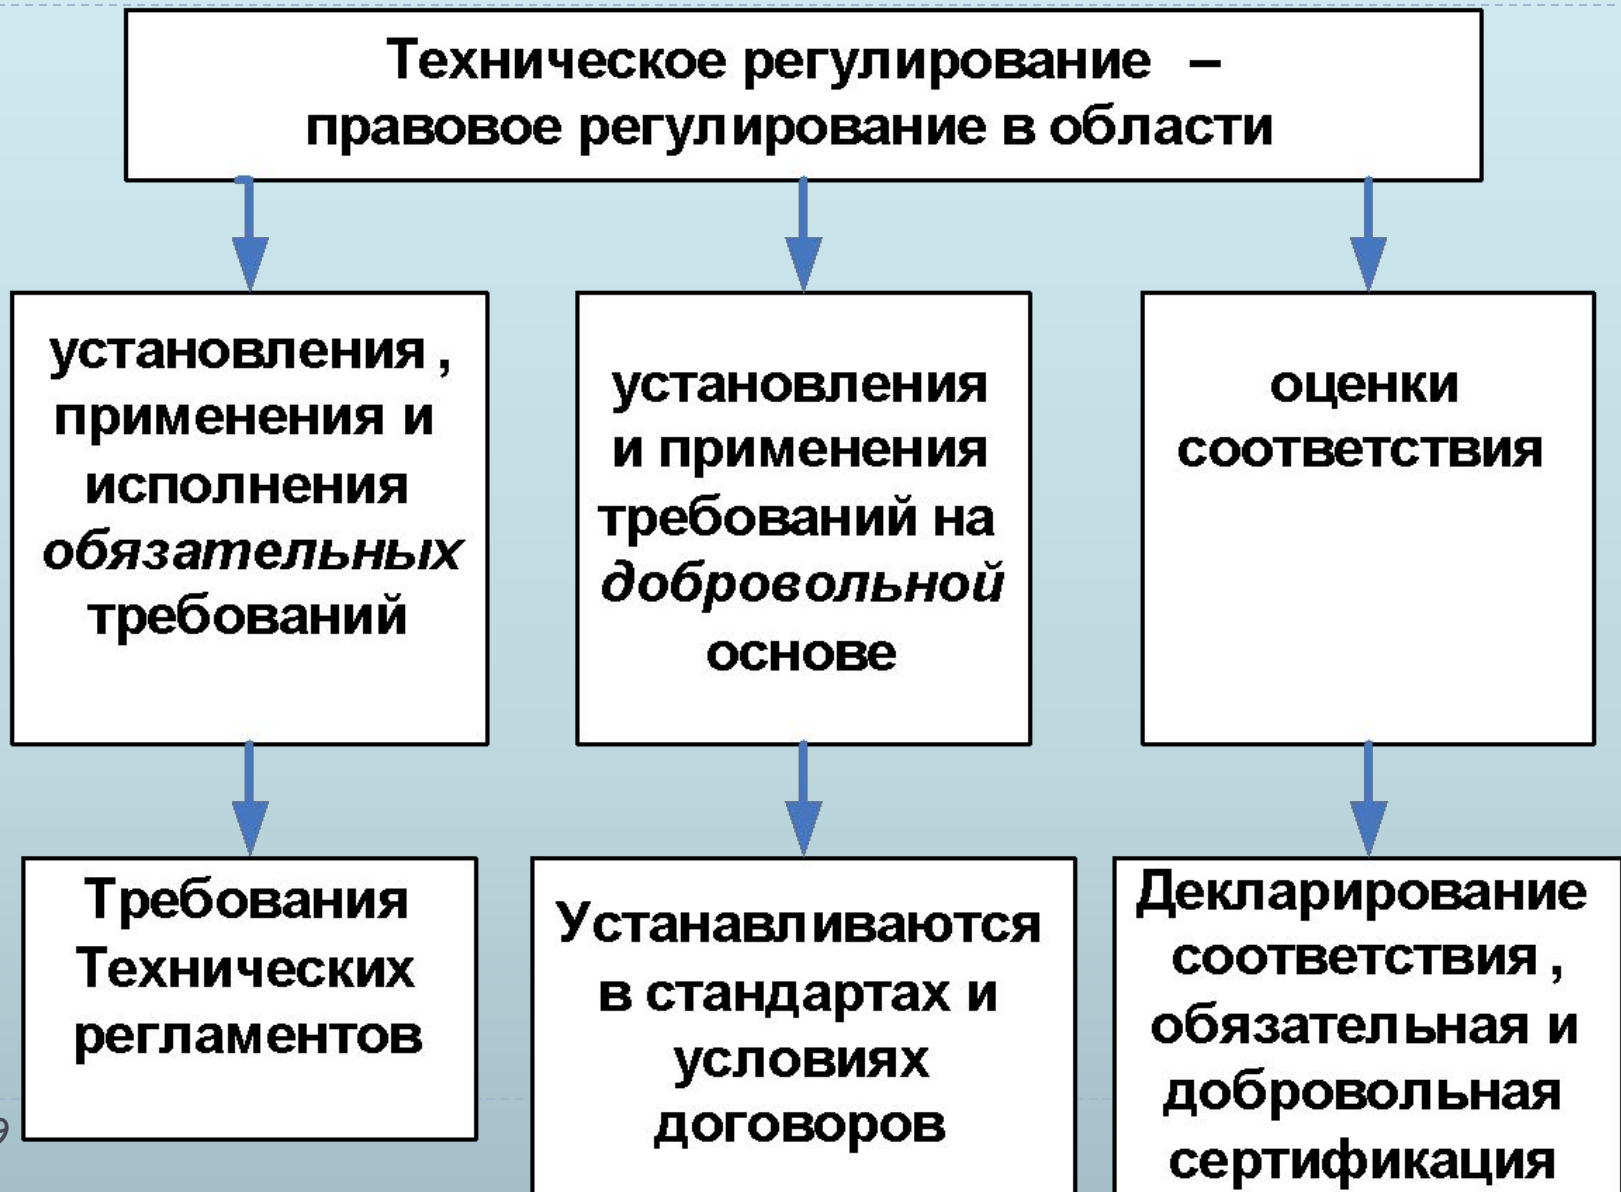 Техническое регулирование –
правовое регулирование в области
установления ,
применения и
исполнения
обязательных
требований
установления
и применения
требований на
добровольной
основе
оценки
соответствия
Требования
Технических
регламентов
Устанавливаются
в стандартах и
условиях
договоров
Декларирование
соответствия ,
обязательная и
добровольная
сертификация
9